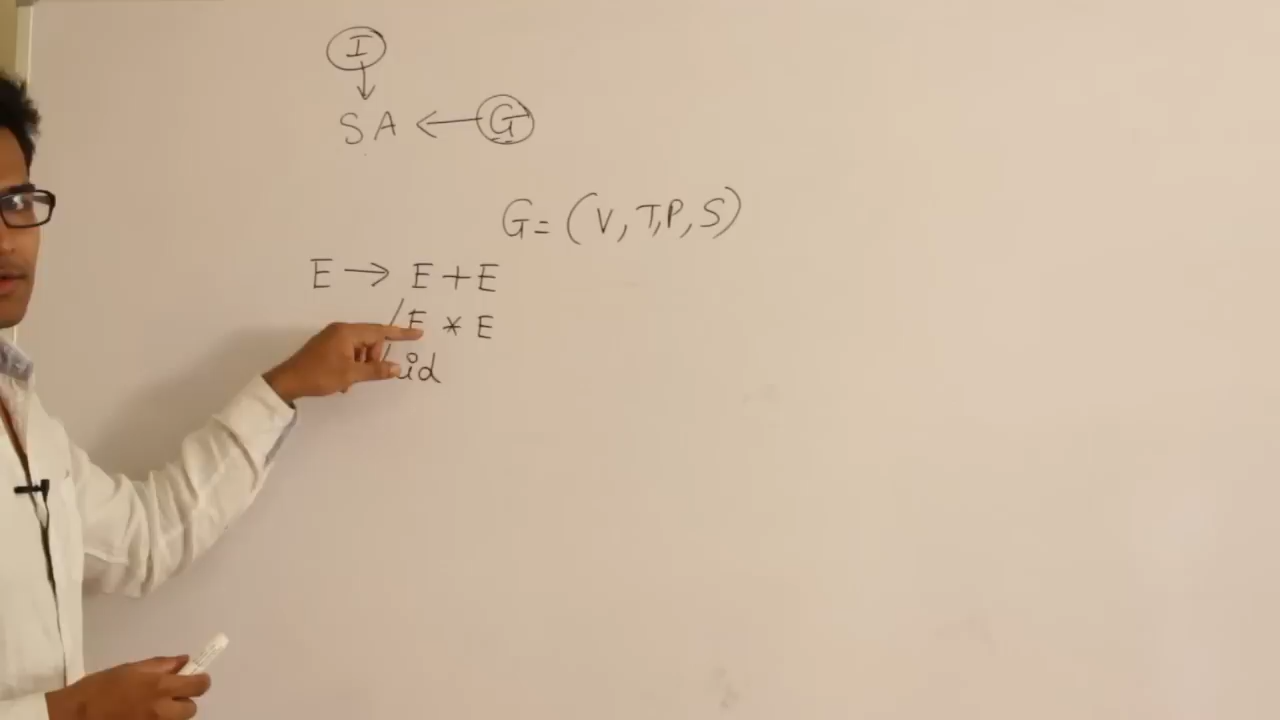 I
SA ← G
G = (V, T, P, S)
E → E + E
/E * E
/id